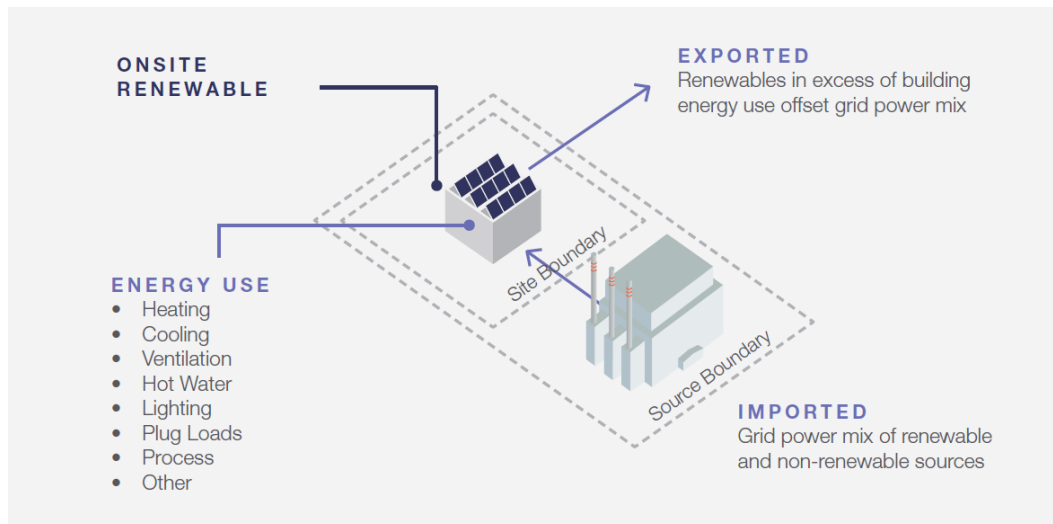 ONSITE
RENEWABLE
EXPORTED
Renewables in excess of building
energy use offset grid power mix
Site Boundary
ENERGY USE
• Heating
• Cooling
• Ventilation
• Hot Water
• Lighting
• Plug Loads
• Process
• Other
Source Boundary
IMPORTED
Grid power mix of renewable
and non-renewable sources